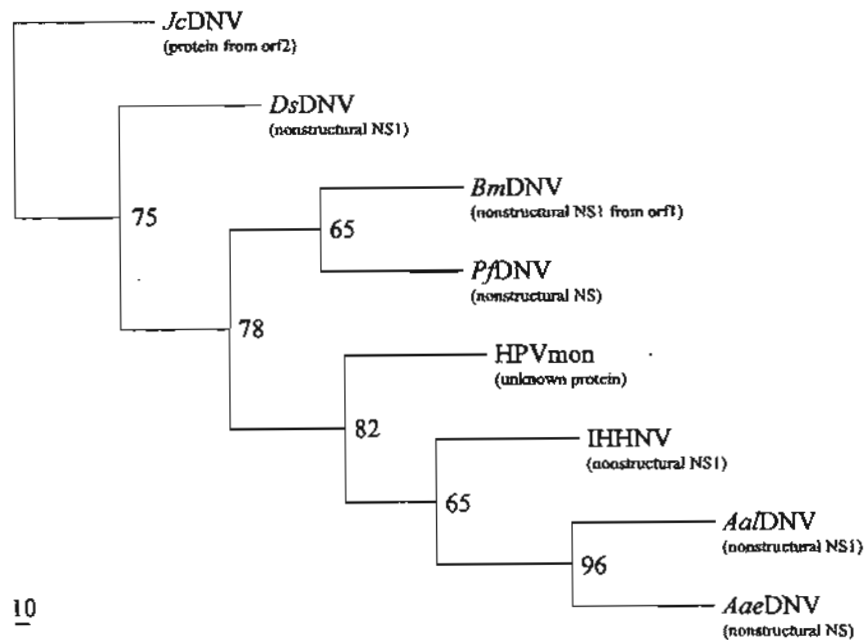 JcDNV
(protein from orf2)
DsDNV
(nonstructural NS1)
BmDNV
(nonstructural NS1 from orf1)
75
65
PfDNV
(nonstructural NS)
78
HPVmon
(unknown protein)
82
IHHNV
(nonstructural NS1)
65
AalDNV
(nonstructural NS1)
96
10
AaeDNV
(nonstructural NS)